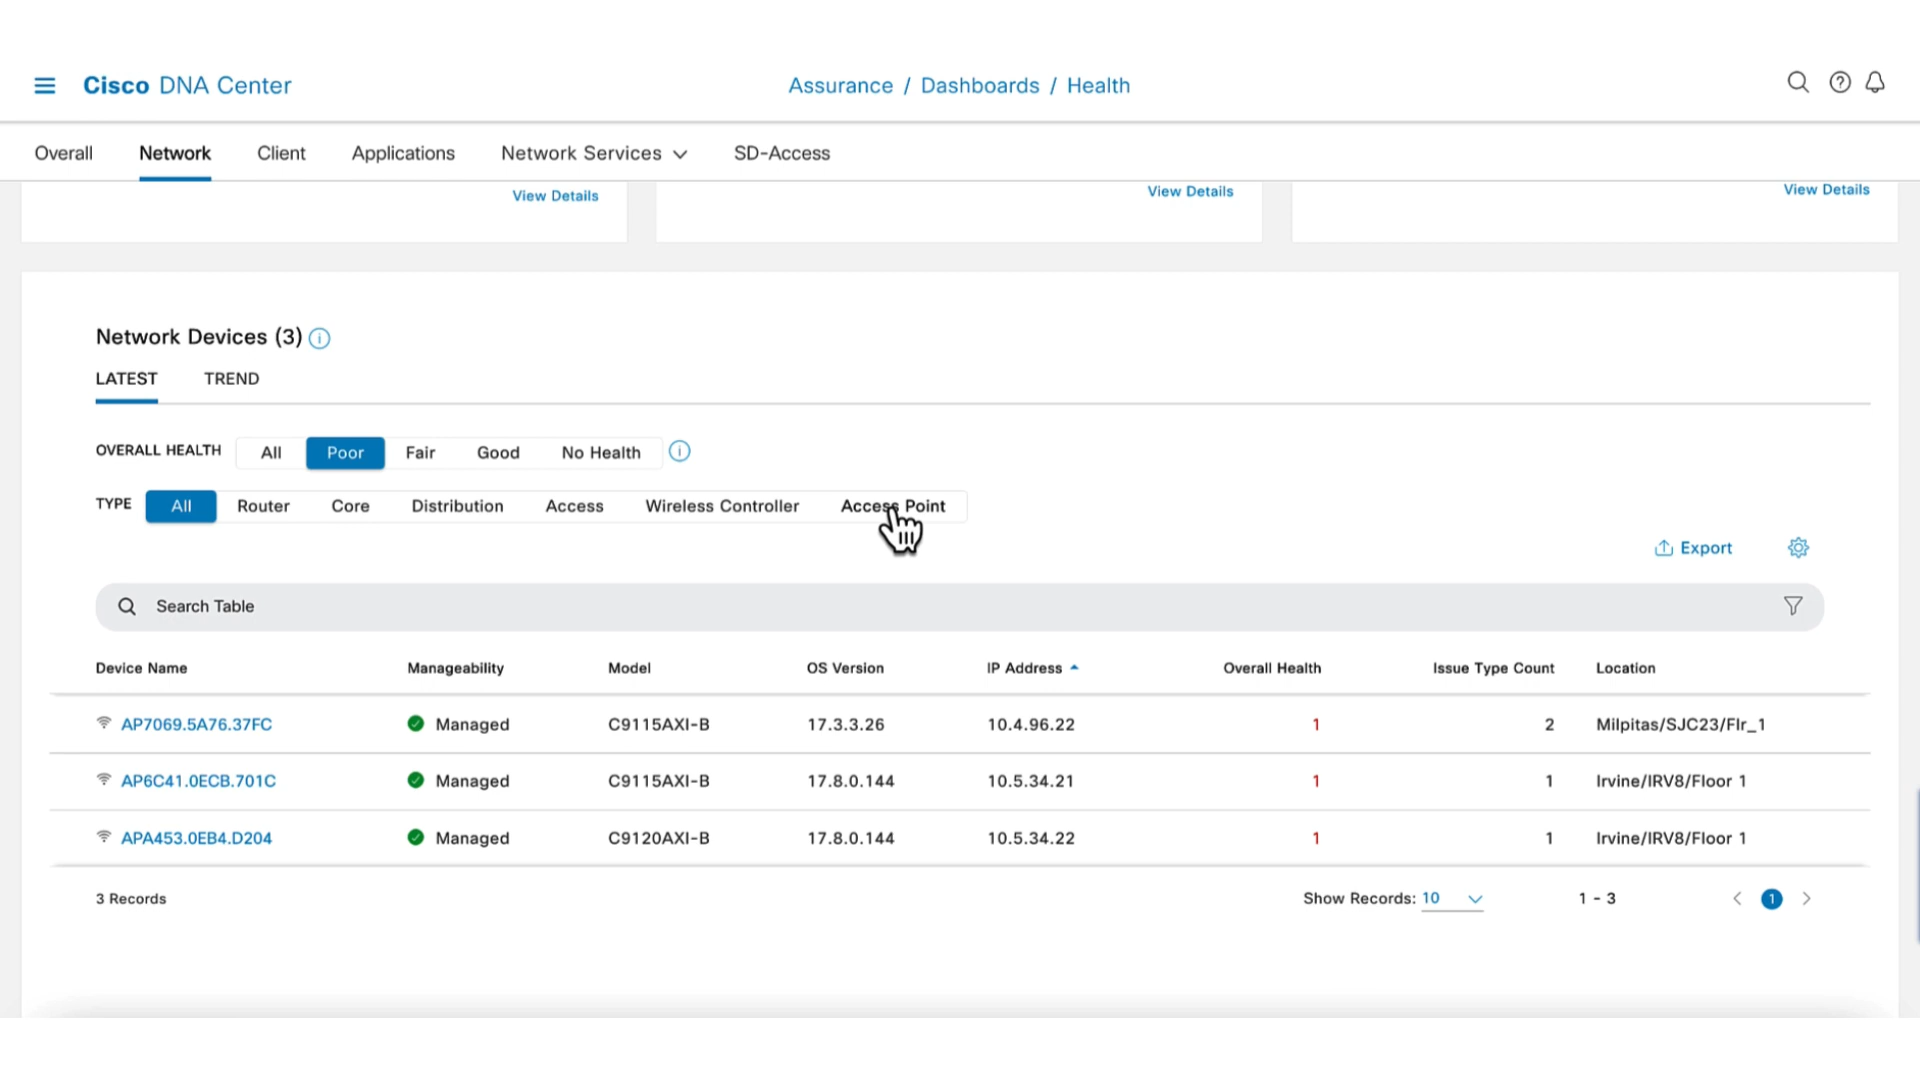 Cisco DNA Center
Assurance / Dashboards / Health
Overall Network Client Applications Network Services SD-Access
View Details View Details View Details
Network Devices (3)
LATEST TREND
OVERALL HEALTH All Poor Fair Good No Health
TYPE All Router Core Distribution Access Wireless Controller Access Point
Export
Search Table
Device Name Manageability Model OS Version IP Address Overall Health Issue Type Count Location
AP7069.5A76.37FC Managed C9115AXI-B 17.3.3.26 10.4.96.22 1 2 Milpitas/SJC23/Flr_1
AP6C41.0ECB.701C Managed C9115AXI-B 17.8.0.144 10.5.34.21 1 1 Irvine/IRV8/Floor 1
APA453.0EB4.D204 Managed C9120AXI-B 17.8.0.144 10.5.34.22 1 1 Irvine/IRV8/Floor 1
3 Records Show Records: 10 1 - 3 1